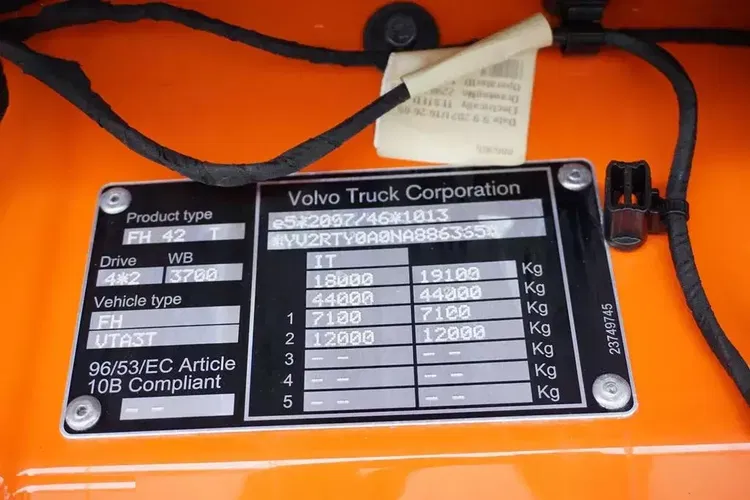 Volvo Truck Corporation
e5*2007/46*1013
#YV2RTY0A0NA886365#
Product type
FH 42 T
Drive WB
4*2 3700
Vehicle type
FH
VTA3T
96/53/EC Article
10B Compliant
-- --
IT
18000 19100 Kg
44000 44000 Kg
1 7100 7100 Kg
2 12000 12000 Kg
3 -- -- -- -- Kg
4 -- -- -- -- Kg
5 -- -- -- -- Kg
23749745
Electrically TESTED